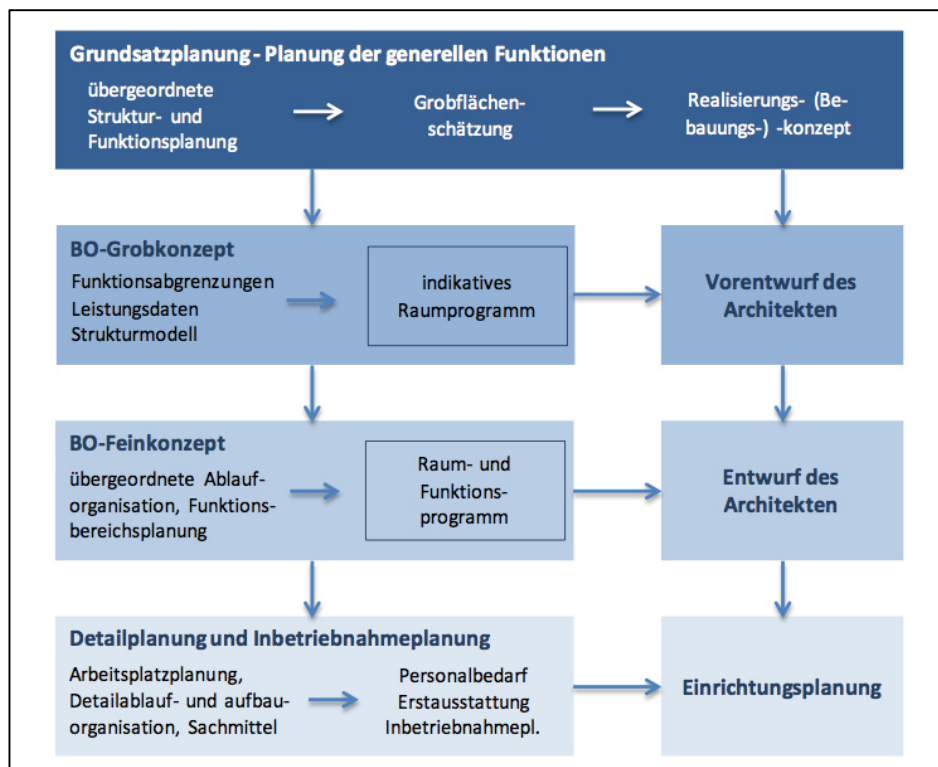 Grundsatzplanung - Planung der generellen Funktionen
übergeordnete
Struktur- und
Funktionsplanung
Grobflächen-
schätzung
Realisierungs- (Be-
bauungs-) -konzept
BO-Grobkonzept
Funktionsabgrenzungen
Leistungsdaten
Strukturmodell
indikatives
Raumprogramm
Vorentwurf des
Architekten
BO-Feinkonzept
übergeordnete Ablauf-
organisation, Funktions-
bereichsplanung
Raum- und
Funktions-
programm
Entwurf des
Architekten
Detailplanung und Inbetriebnahmeplanung
Arbeitsplatzplanung,
Detailablauf- und aufbau-
organisation, Sachmittel
Personalbedarf
Erstausstattung
Inbetriebnahmepl.
Einrichtungsplanung